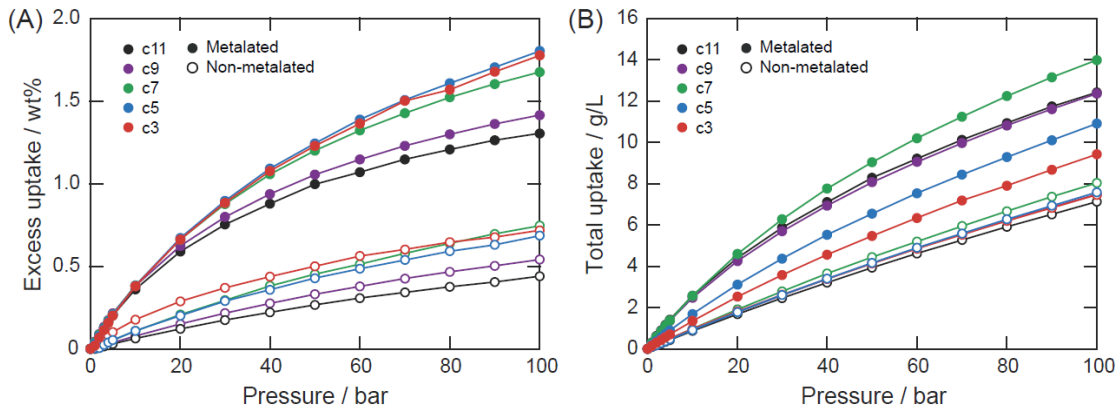 (A)
Excess uptake / wt%
2.0
1.5
1.0
0.5
0
c11
c9
c7
c5
c3
Metalated
Non-metalated
0 20 40 60 80 100
Pressure / bar
(B)
Total uptake / g/L
16
14
12
10
8
6
4
2
0
c11
c9
c7
c5
c3
Metalated
Non-metalated
0 20 40 60 80 100
Pressure / bar